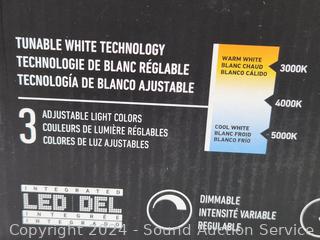 TUNABLE WHITE TECHNOLOGY
TECHNOLOGIE DE BLANC RÉGLABLE
TECNOLOGÍA DE BLANCO AJUSTABLE
WARM WHITE
BLANC CHAUD
BLANCO CÁLIDO
3000K
4000K
COOL WHITE
BLANC FROID
BLANCO FRÍO
5000K
3 ADJUSTABLE LIGHT COLORS
COULEURS DE LUMIÈRE RÉGLABLES
COLORES DE LUZ AJUSTABLES
INTEGRATED
LED DEL
INTÉGRÉE
INTEGRADO
DIMMABLE
INTENSITÉ VARIABLE
REGULABLE
Copyright 2024 - Sound Auction Service